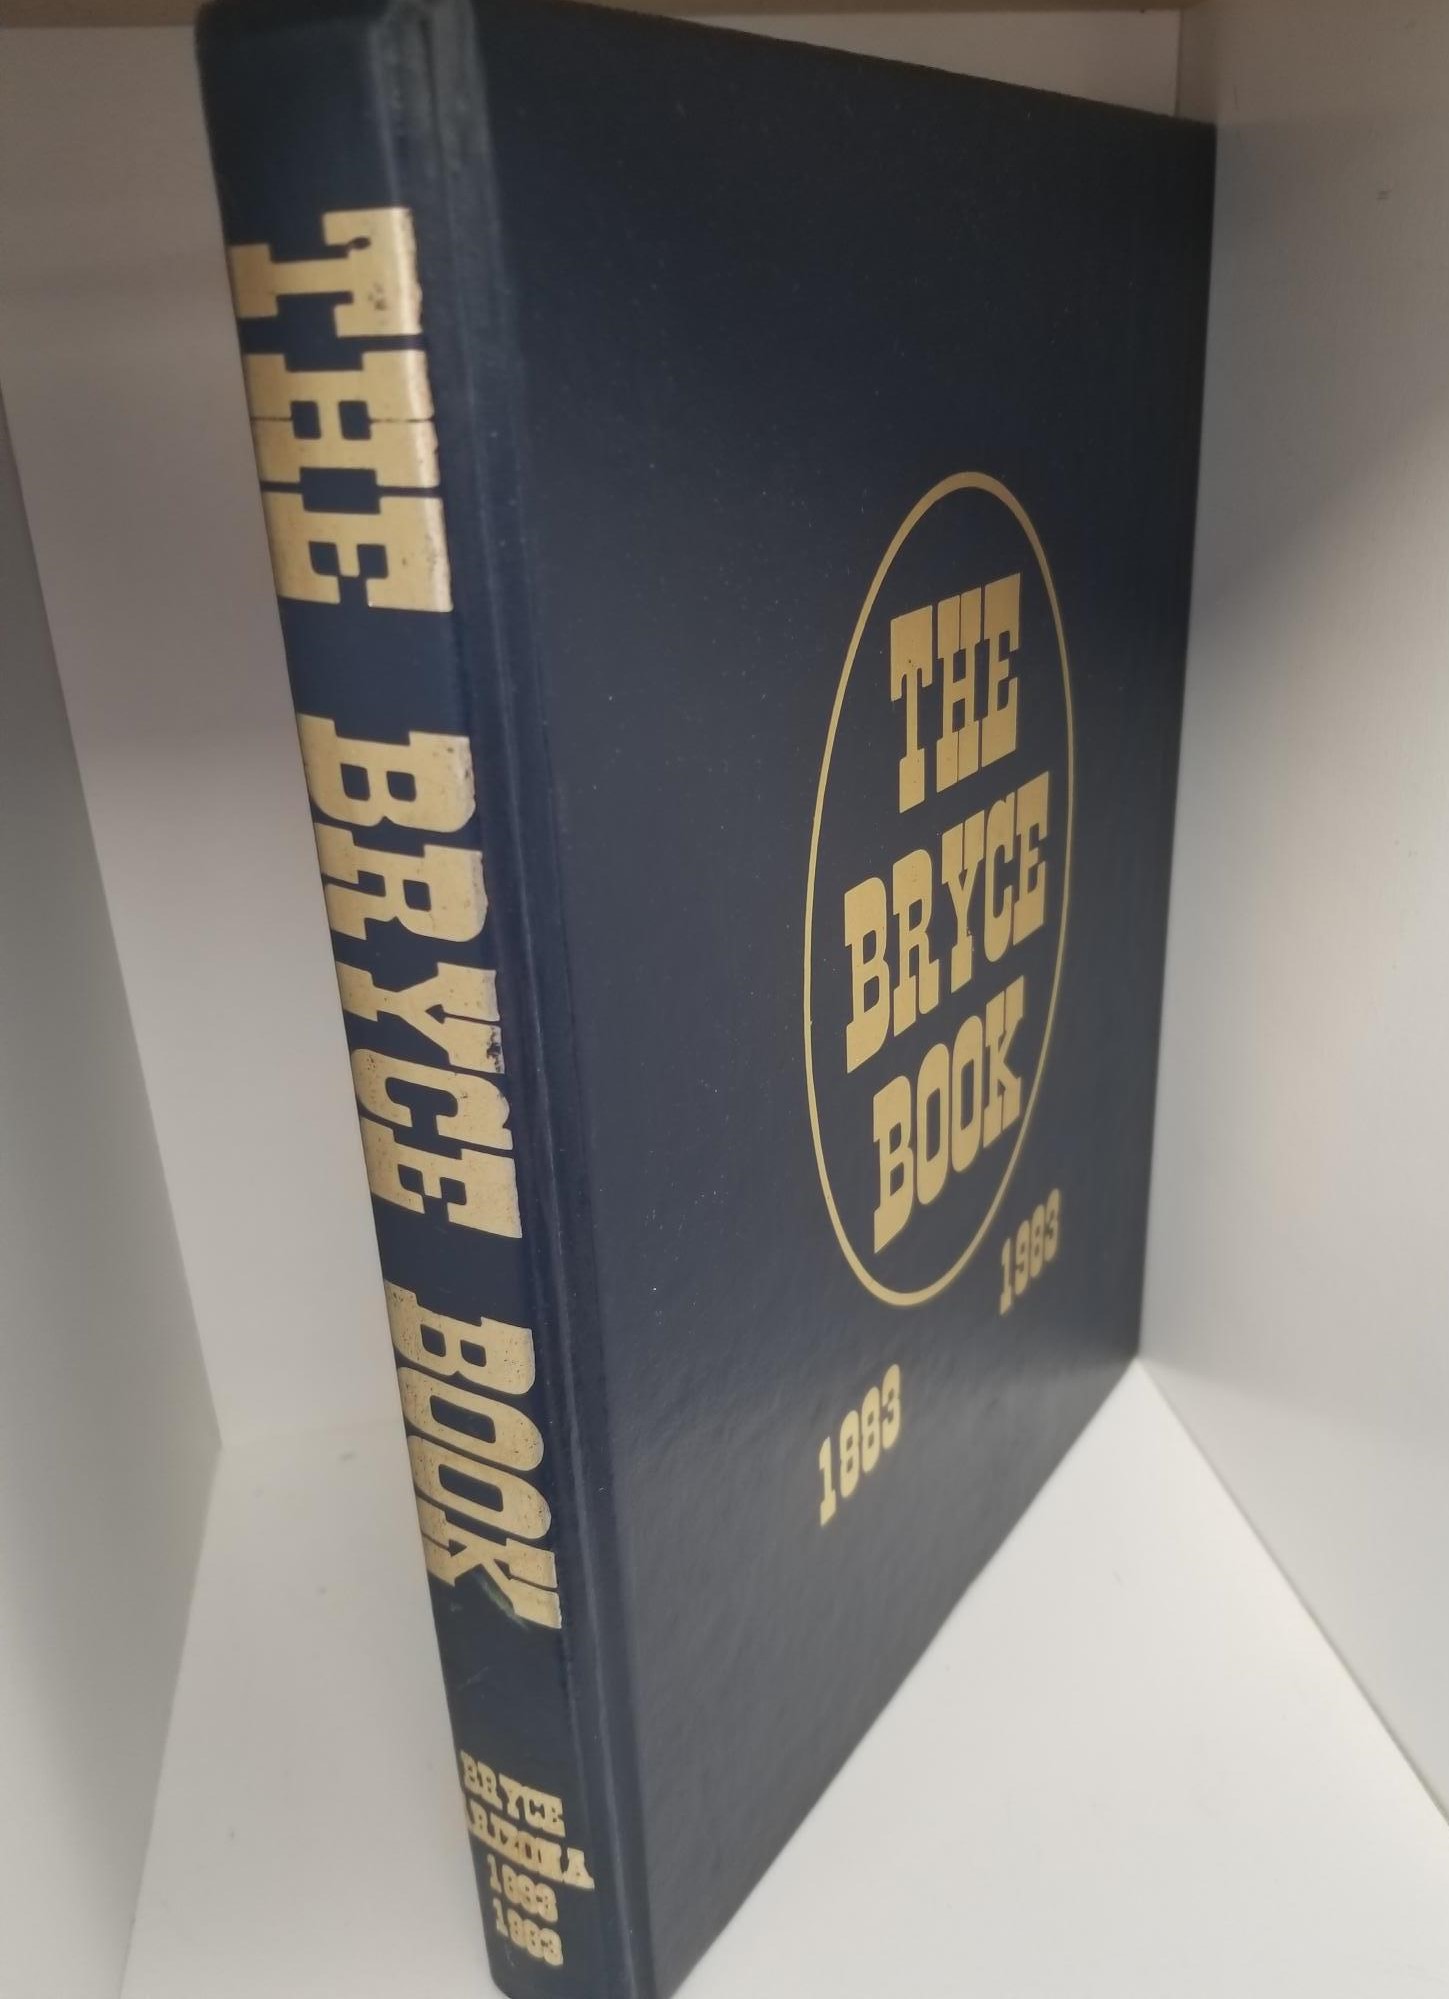 THE BRYCE BOOK
BRYCE
ARIZONA
1883
1983
THE
BRYCE
BOOK
1883
1983